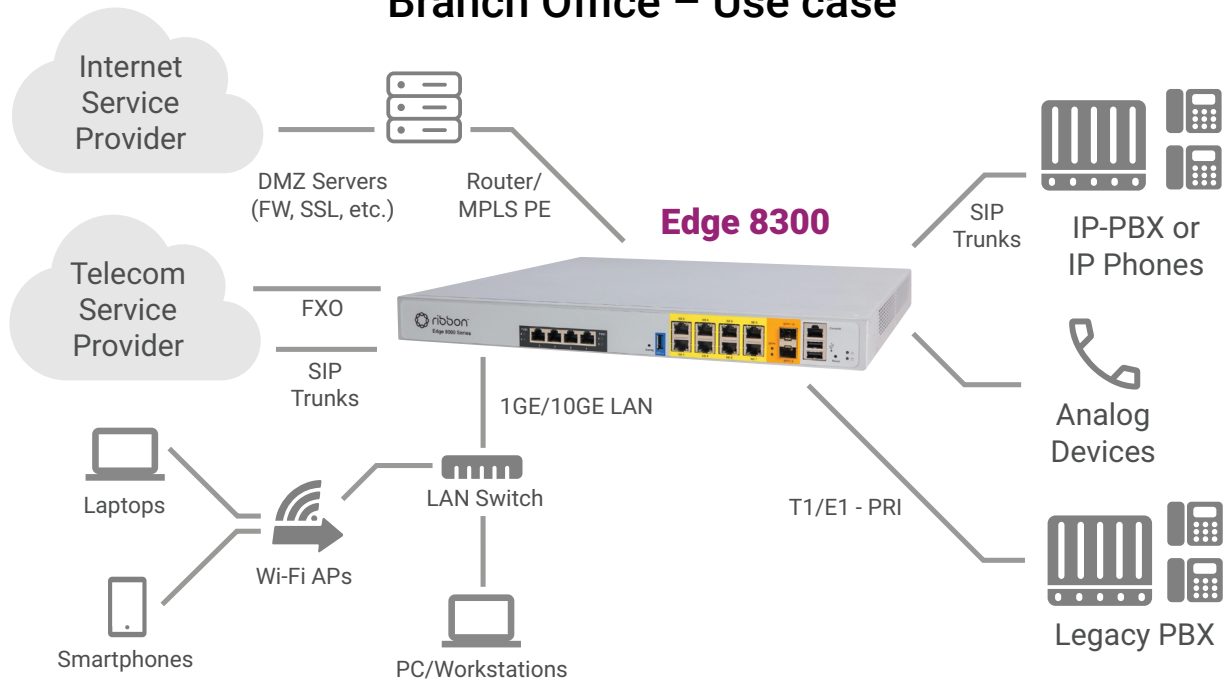 Branch Office – Use case
Internet
Service
Provider
DMZ Servers
(FW, SSL, etc.)
Router/
MPLS PE
Edge 8300
SIP
Trunks
IP-PBX or
IP Phones
Telecom
Service
Provider
FXO
SIP
Trunks
ribbon
Edge 8000 Series
1GE/10GE LAN
Analog
Devices
Laptops
LAN Switch
T1/E1 - PRI
Wi-Fi APs
Smartphones
PC/Workstations
Legacy PBX